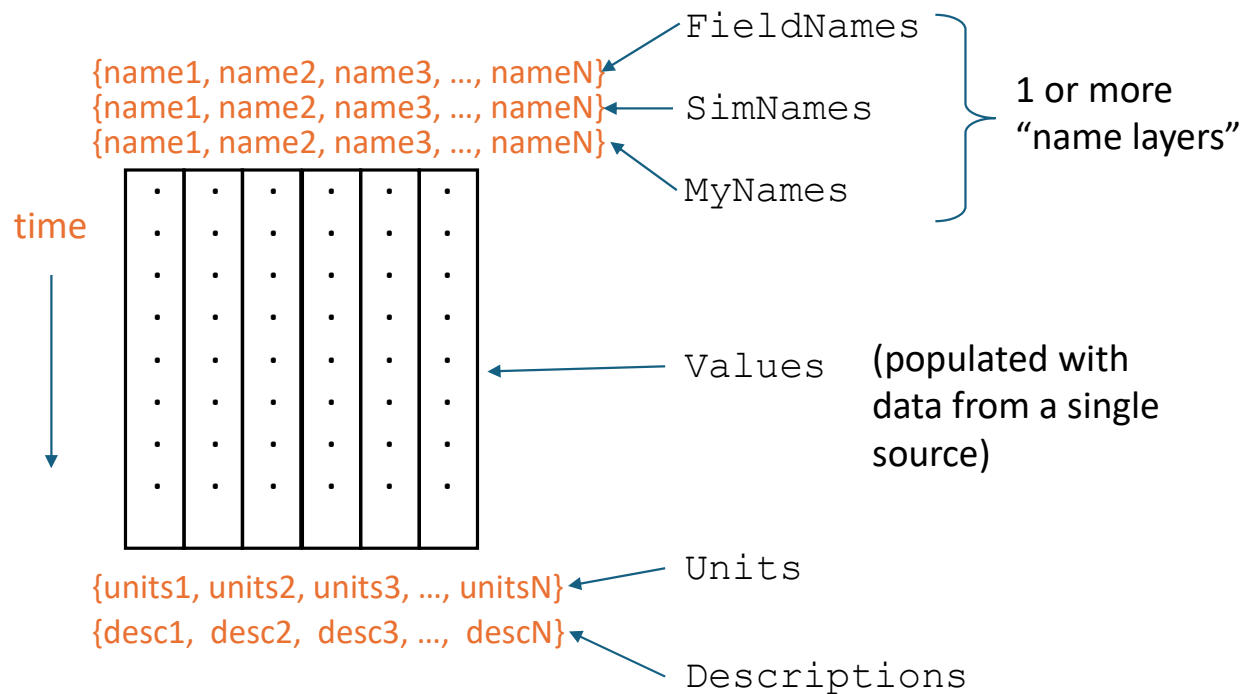 FieldNames
{name1, name2, name3, …, nameN}
{name1, name2, name3, …, nameN}
SimNames
{name1, name2, name3, …, nameN}
MyNames
1 or more
“name layers”
time
Values
(populated with
data from a single
source)
Units
{units1, units2, units3, …, unitsN}
{desc1, desc2, desc3, …, descN}
Descriptions